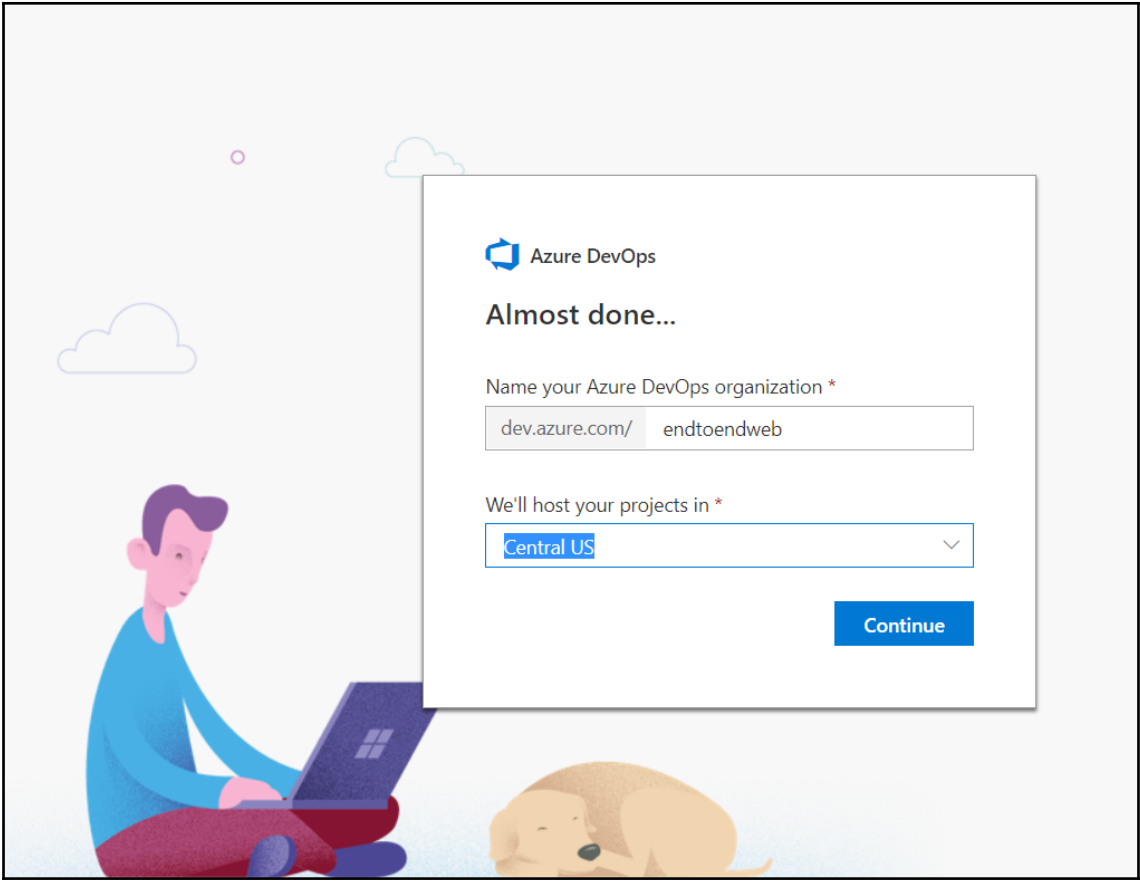 Azure DevOps
Almost done...
Name your Azure DevOps organization *
dev.azure.com/ endtoendweb
We'll host your projects in *
Central US
Continue